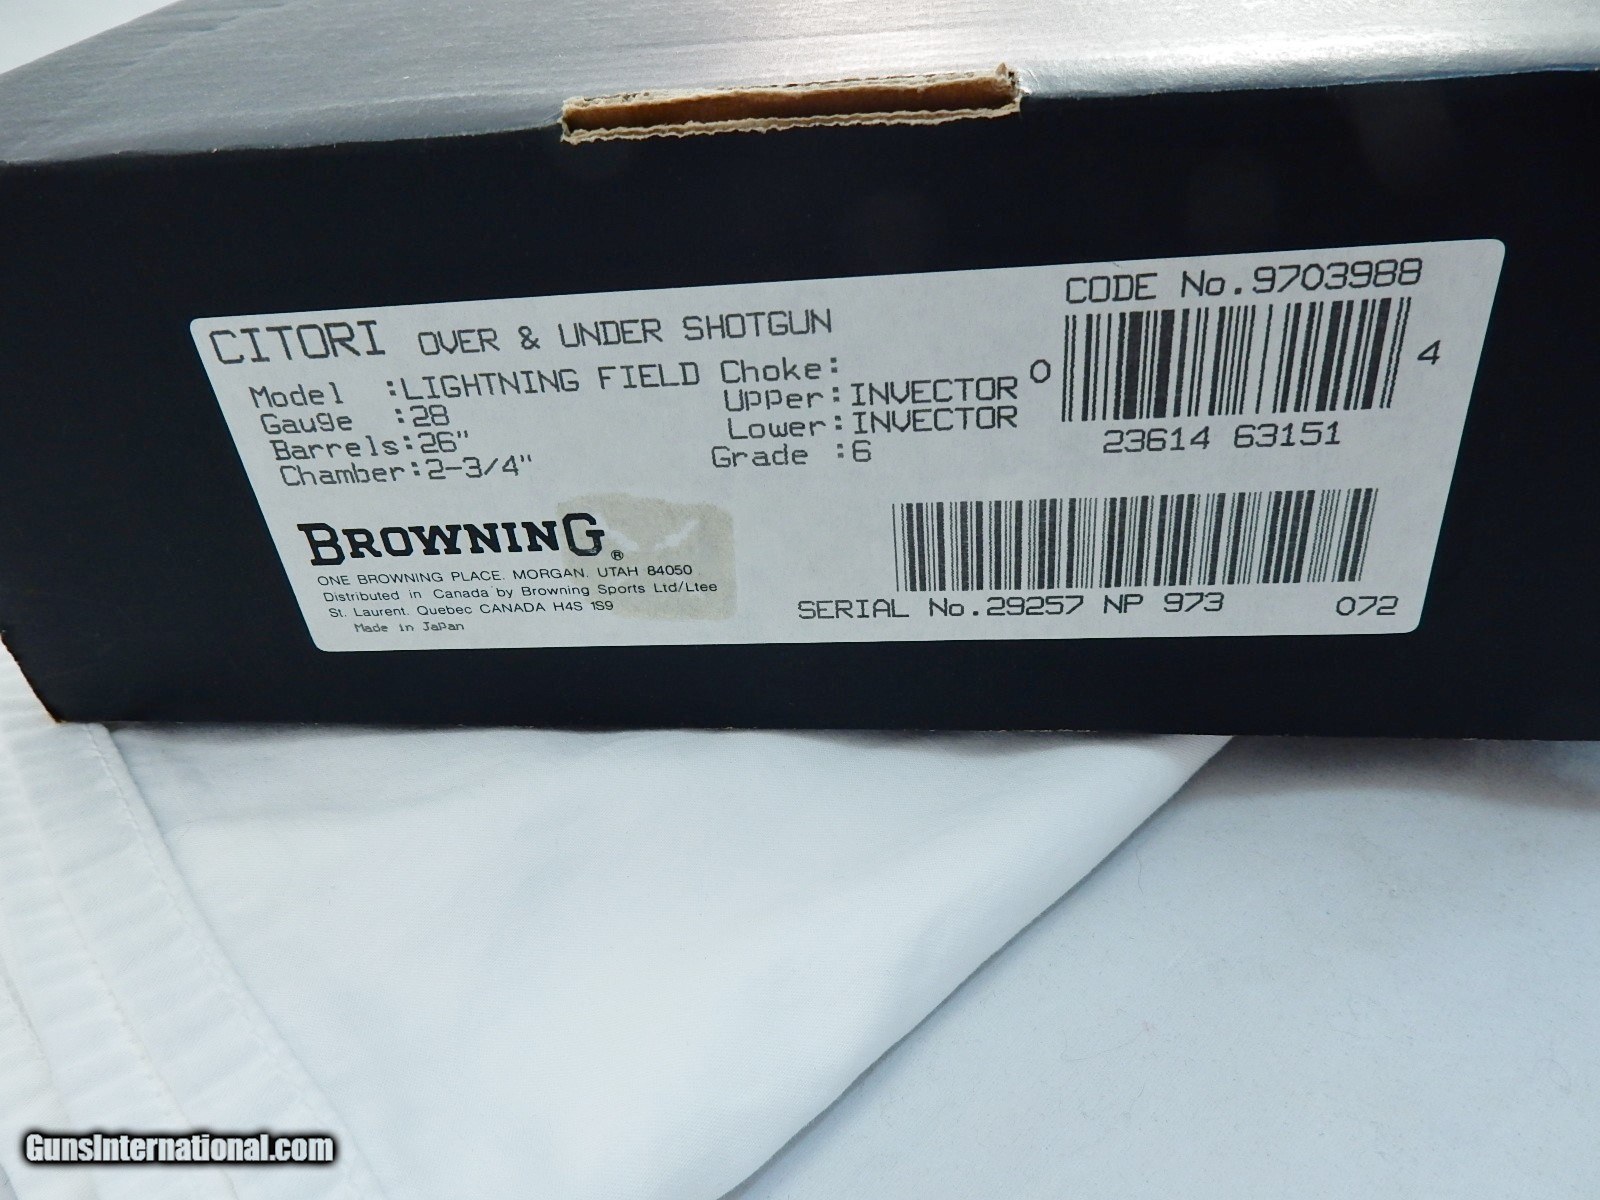 CODE No.9703988
CITORI OVER & UNDER SHOTGUN
Model :LIGHTNING FIELD
Gauge :28
Barrels:26"
Chamber:2-3/4"
Choke:
Upper:INVECTOR
Lower:INVECTOR
Grade :6
0 23614 63151 4
BROWNING®
ONE BROWNING PLACE. MORGAN. UTAH 84050
Distributed in Canada by Browning Sports Ltd/Ltee
St. Laurent. Quebec CANADA H4S 1S9
Made in Japan
SERIAL No.29257 NP 973 072
GunsInternational.com